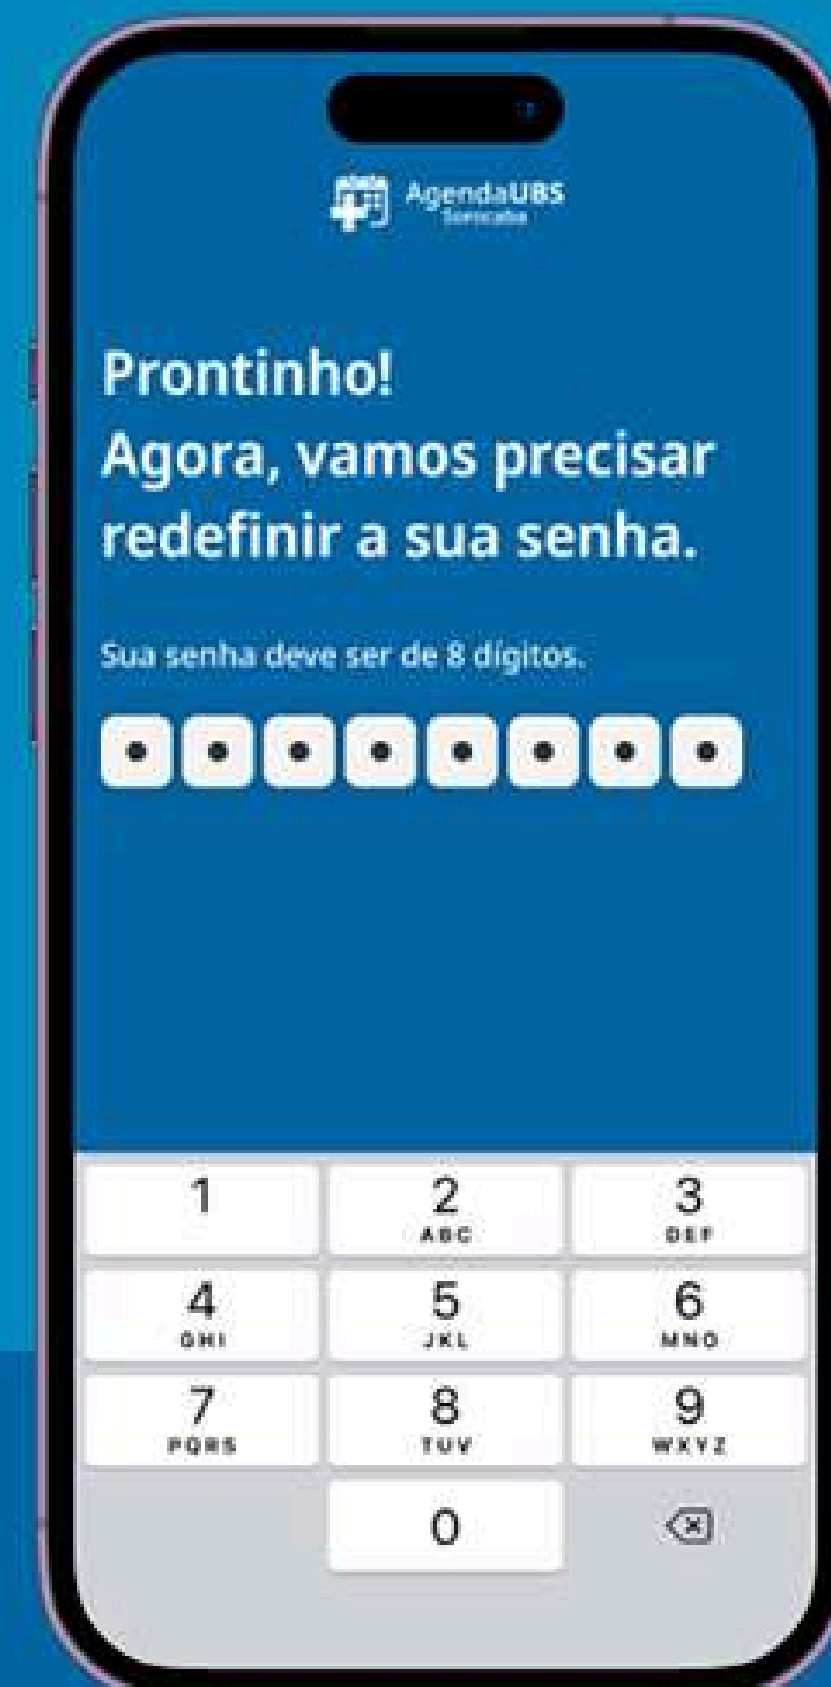 AgendaUBS
Sorocaba
Prontinho!
Agora, vamos precisar
redefinir a sua senha.
Sua senha deve ser de 8 dígitos.
1 2 3
ABC DEF
4 5 6
GHI JKL MNO
7 8 9
PQRS TUV WXYZ
0